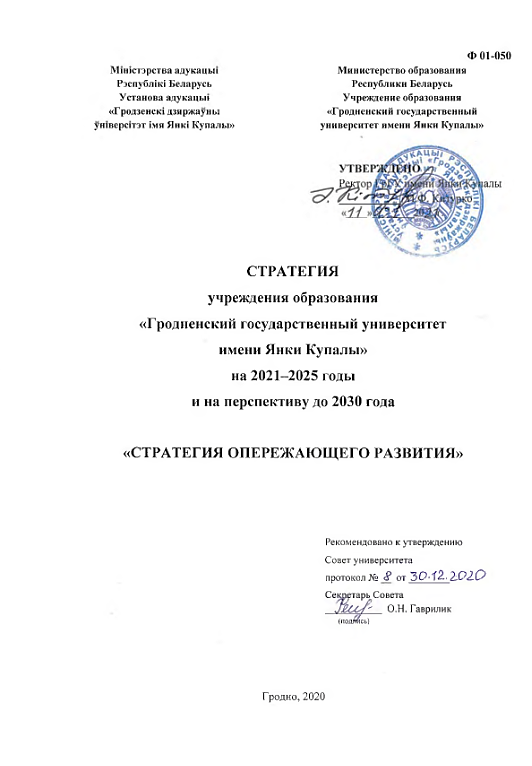 Ф 01-050
Міністэрства адукацыі
Рэспублікі Беларусь
Установа адукацыі
«Гродзенскі дзяржаўны
ўніверсітэт імя Янкі Купалы»
Министерство образования
Республики Беларусь
Учреждение образования
«Гродненский государственный
университет имени Янки Купалы»
УТВЕРЖДЕНО
Ректор ГрГУ имени Янки Купалы
«11»
СТРАТЕГИЯ
учреждения образования
«Гродненский государственный университет
имени Янки Купалы»
на 2021–2025 годы
и на перспективу до 2030 года
«СТРАТЕГИЯ ОПЕРЕЖАЮЩЕГО РАЗВИТИЯ»
Рекомендовано к утверждению
Совет университета
протокол № 8 от 30.12.2020
Секретарь Совета
О.Н. Гаврилик
(подпись)
Гродно, 2020